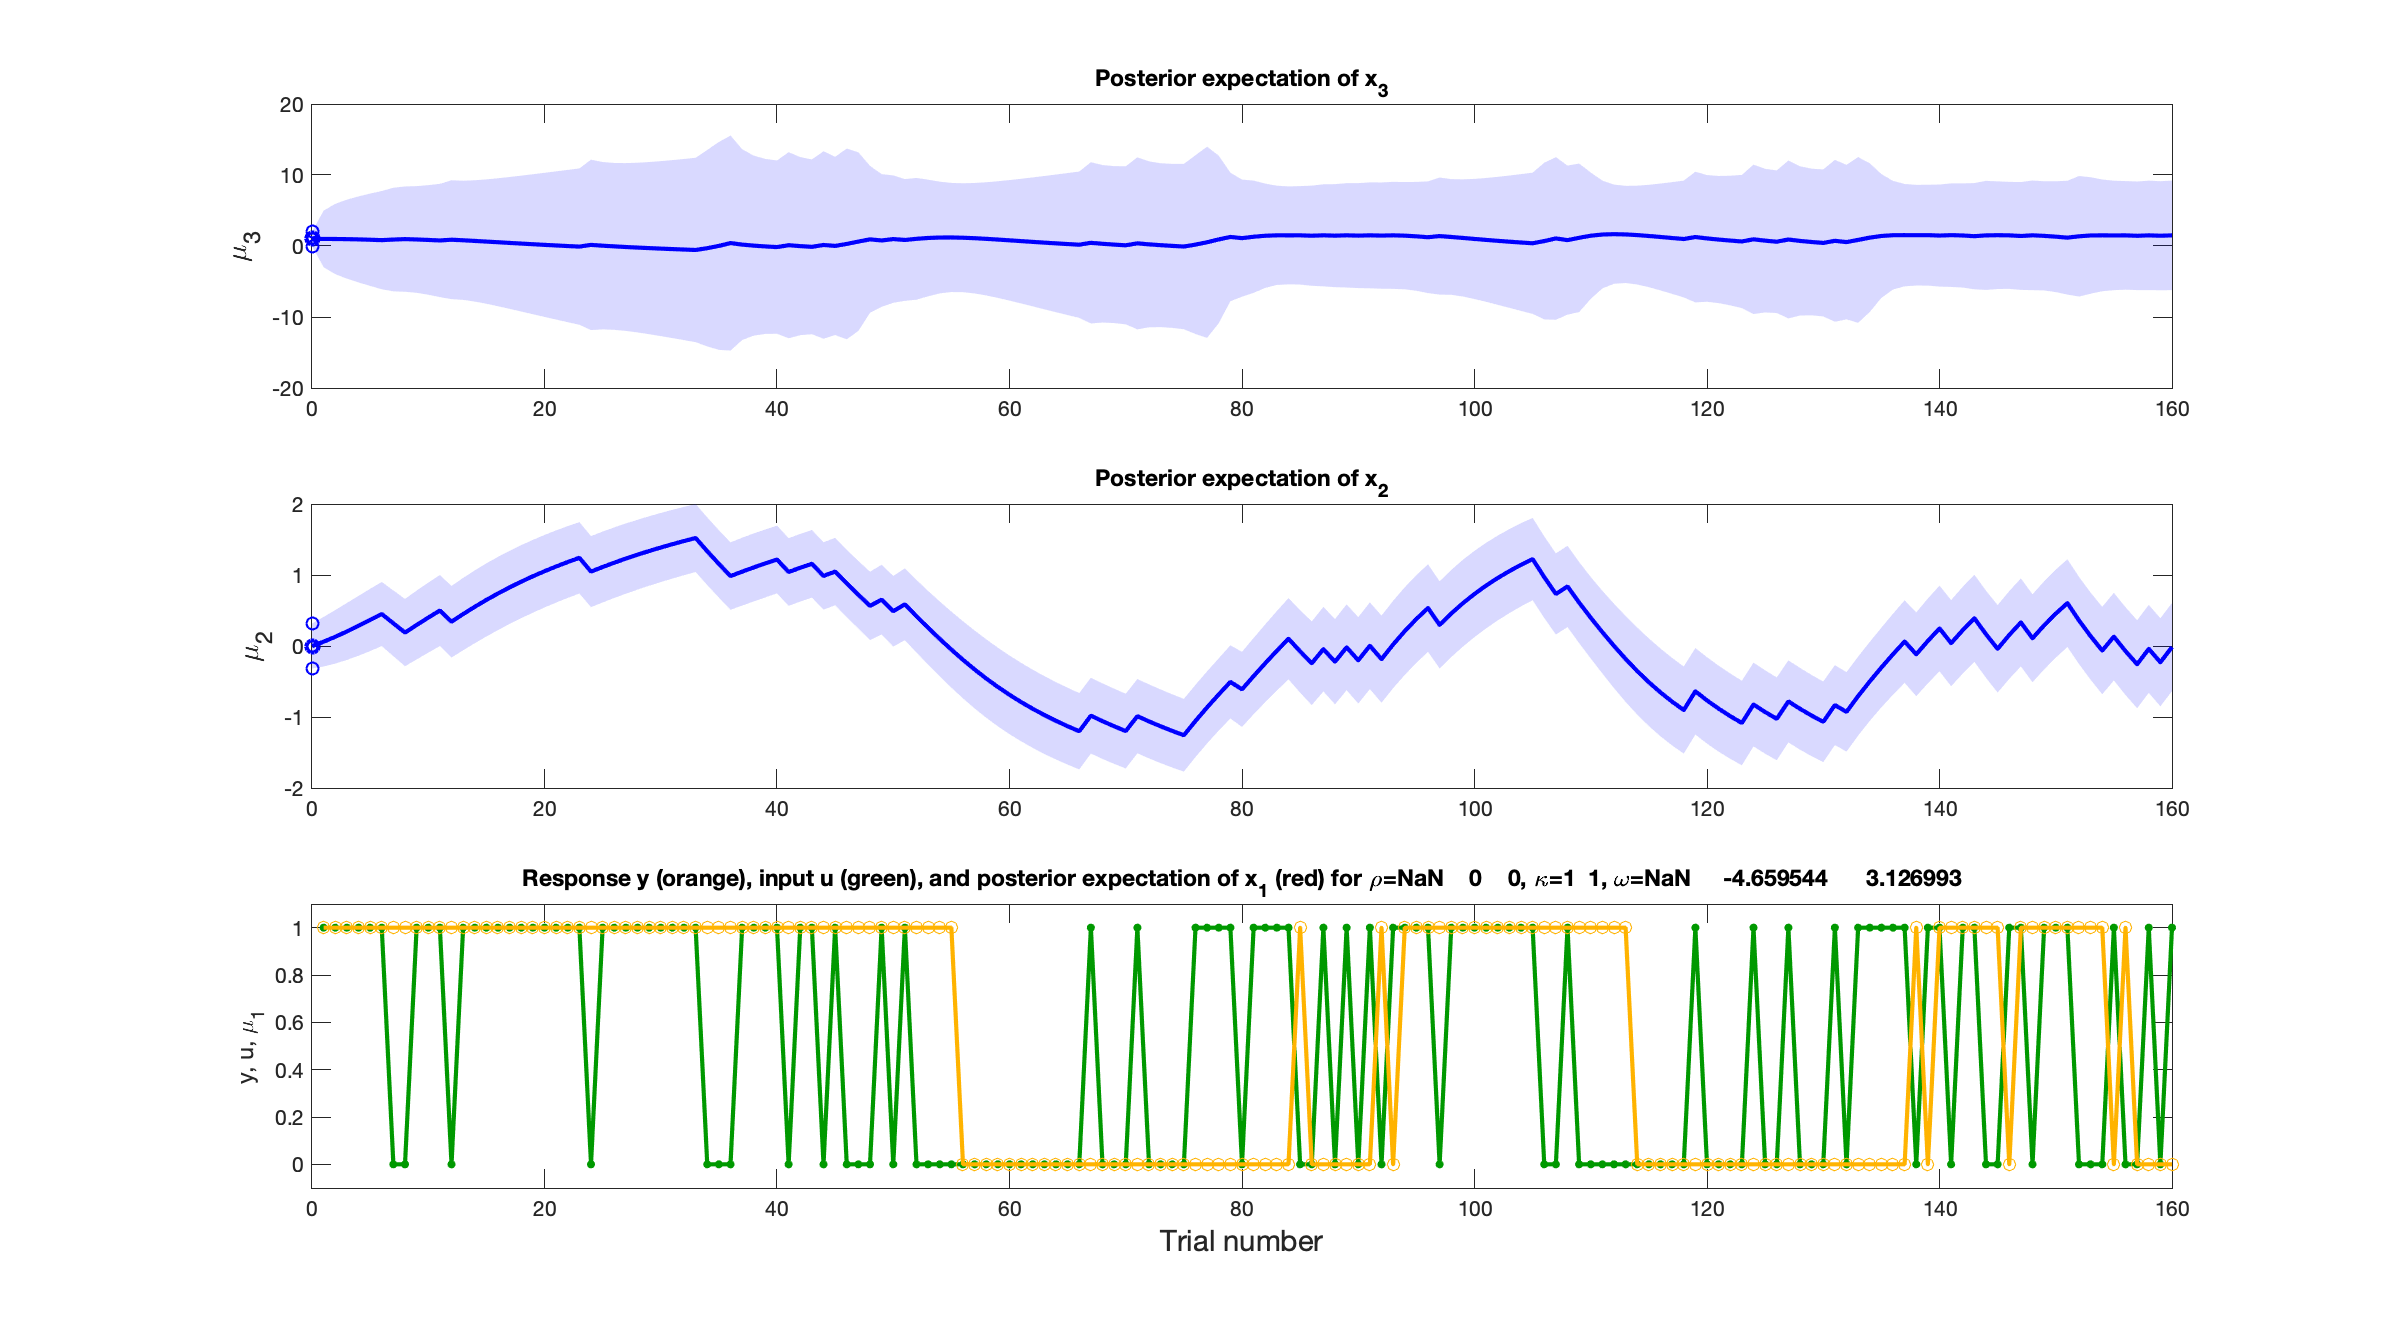 Posterior expectation of x3
μ3
20
10
0
-10
-20
0 20 40 60 80 100 120 140 160
Posterior expectation of x2
μ2
2
1
0
-1
-2
0 20 40 60 80 100 120 140 160
Response y (orange), input u (green), and posterior expectation of x1 (red) for ρ=NaN 0 0, κ=1 1, ω=NaN -4.659544 3.126993
y, u, μ1
1
0.8
0.6
0.4
0.2
0
0 20 40 60 80 100 120 140 160
Trial number